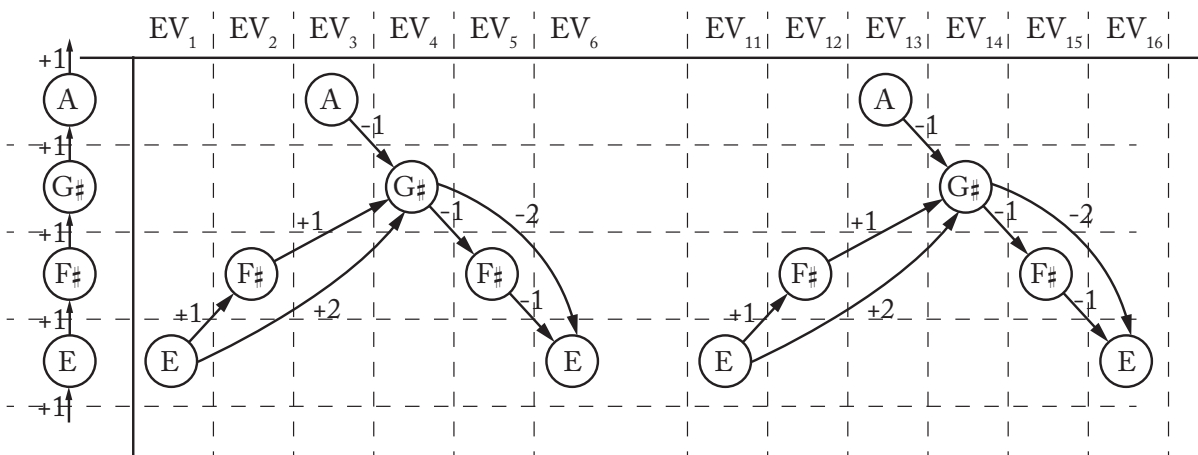 EV₁ EV₂ EV₃ EV₄ EV₅ EV₆ EV₁₁ EV₁₂ EV₁₃ EV₁₄ EV₁₅ EV₁₆
+1
A A A
-1 -1
+1
G♯ G♯ G♯
+1 +1 -1 -2 +1 -1 -2
F♯ F♯ F♯ F♯ F♯
+1 +1 +2 -1 +1 +2 -1
E E E E E
+1